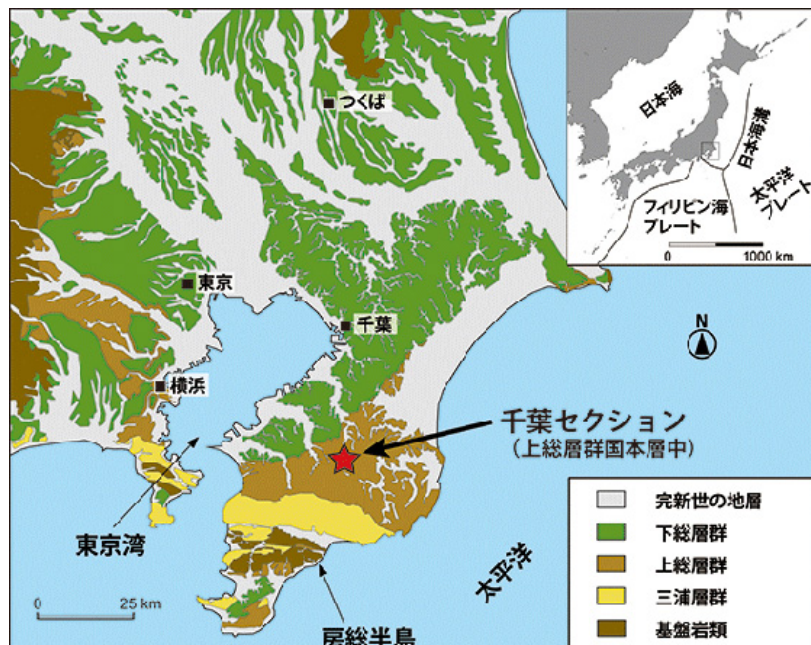 つくば
東京
千葉
横浜
東京湾
房総半島
太平洋
千葉セクション
(上総層群国本層中)
N
0 25 km
日本海
日本海溝
太平洋
プレート
フィリピン海
プレート
0 1000 km
完新世の地層
下総層群
上総層群
三浦層群
基盤岩類